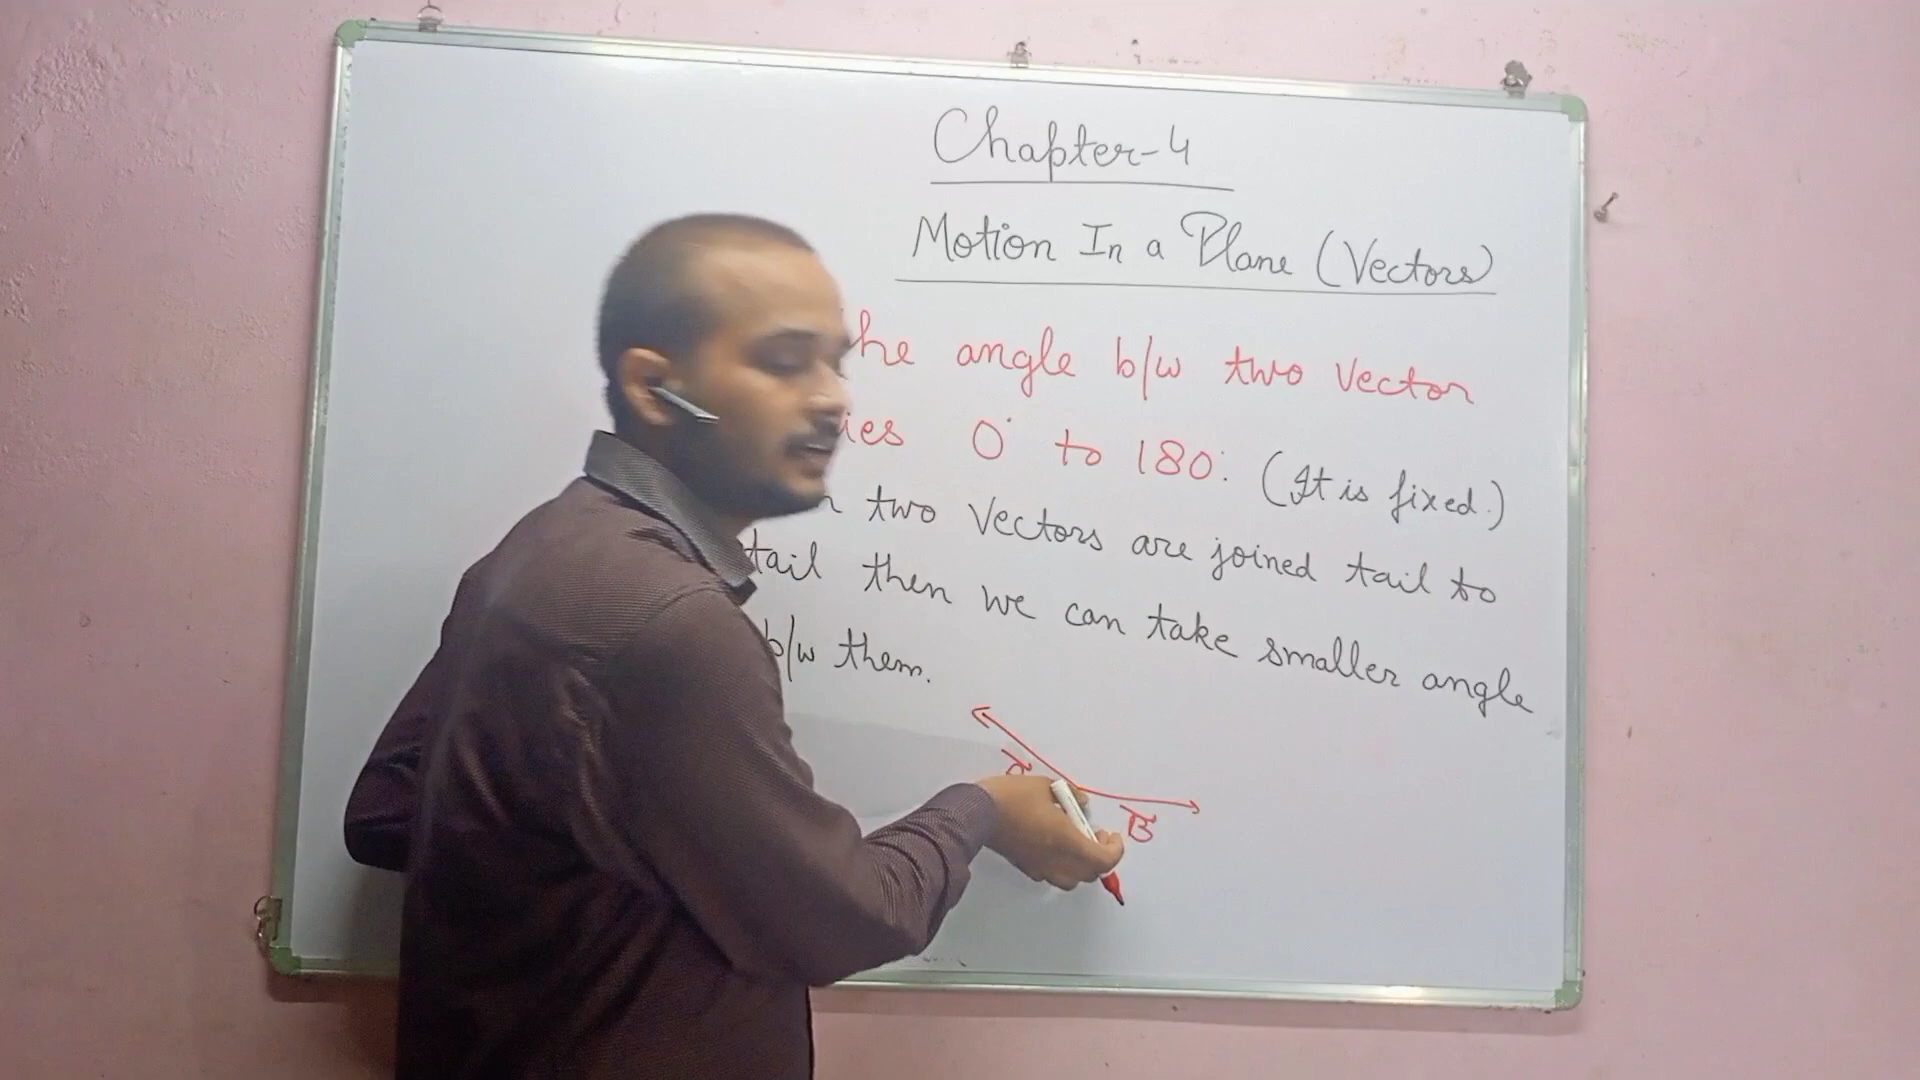 Chapter-4
Motion In a Plane (Vectors)
he angle b/w two Vector
ies 0° to 180°. (It is fixed.)
n two Vectors are joined tail to
tail then we can take smaller angle
b/w them.
A
B